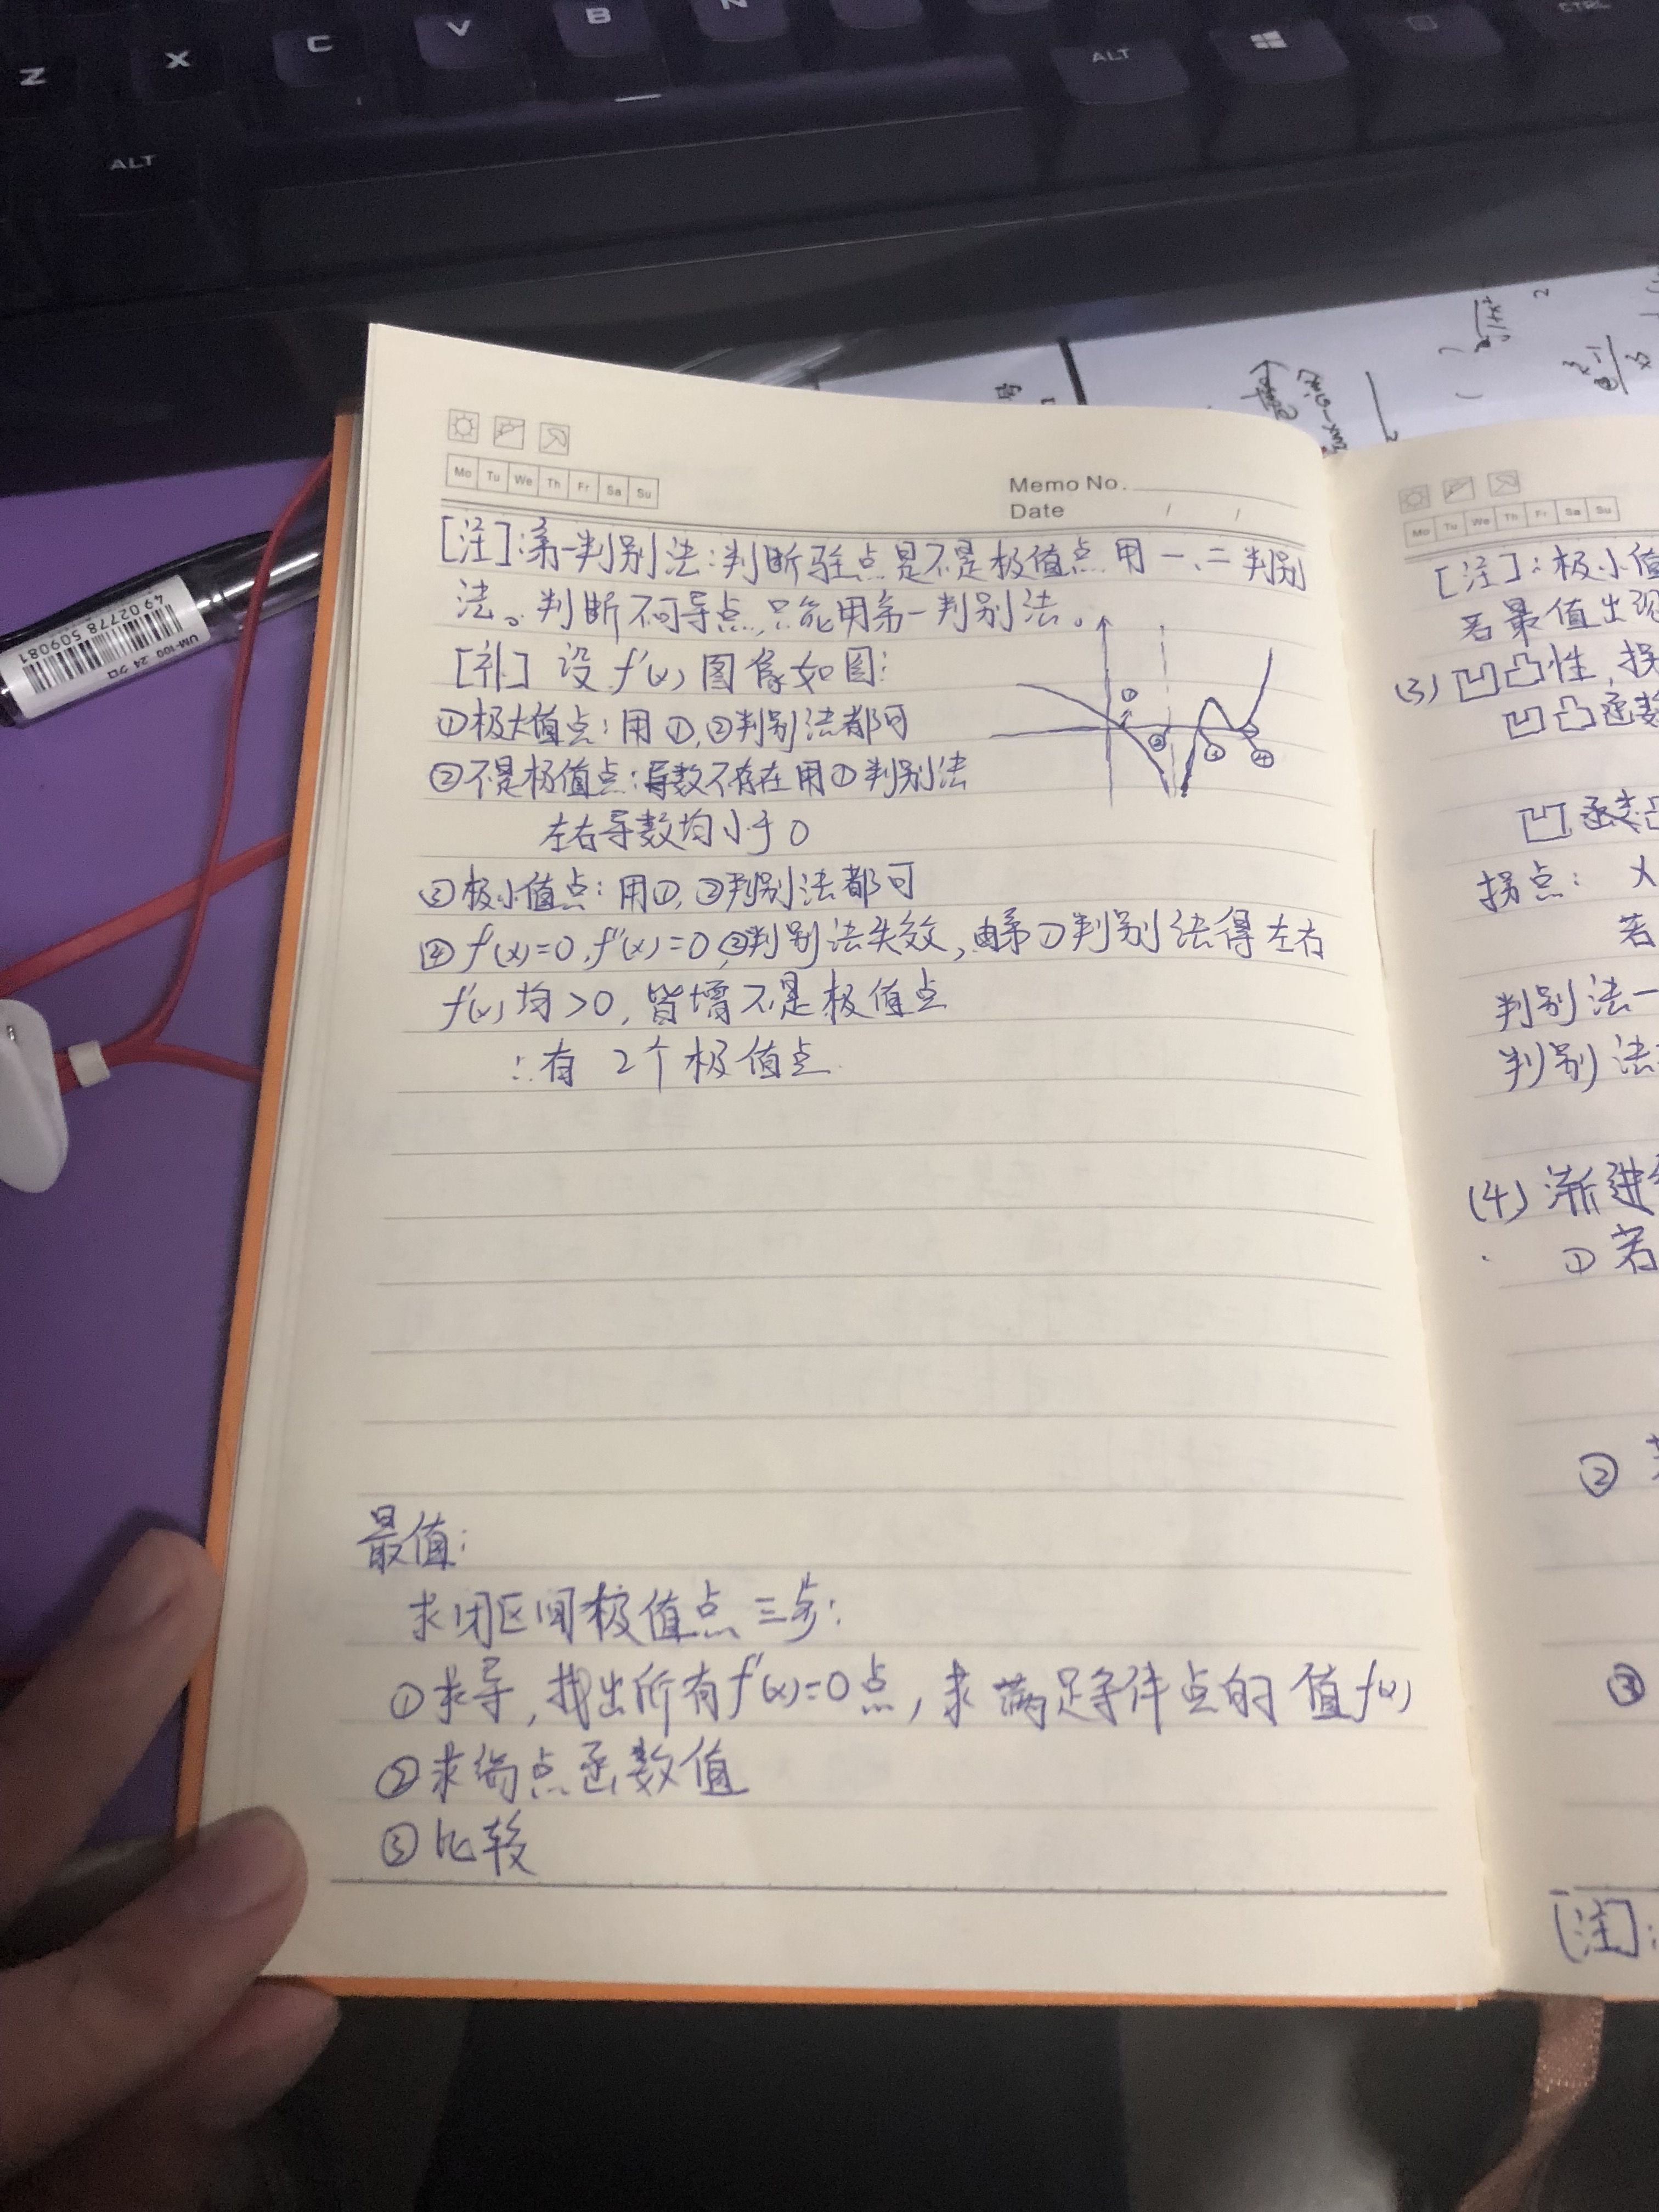 Z X C V B N
ALT ALT CTRL
4902778 509081
UM-100 24 クロ
Mo Tu We Th Fr Sa Su
Memo No.
Date / /
[注]:第一判别法:判断驻点是不是极值点用一、二判别
法。判断不可导点,只能用第一判别法。
[补] 设 f'(x) 图像如图:
① ② ③ ④
①极大值点:用①,②判别法都可
②不是极值点:导数不存在用①判别法
左右导数均小于0
③极小值点:用①,②判别法都可
④ f'(x)=0,f''(x)=0,②判别法失效,由第①判别法得左右
f'(x)均>0,皆增不是极值点
∴有 2个极值点.
最值:
求闭区间极值点三步:
①求导,找出所有f'(x)=0点,求满足条件点的值f(x)
②求端点函数值
③比较
Mo Tu We Th Fr Sa Su
[注]:极小值
若最值出现
(3)凹凸性,拐
凹凸函数
凹函数凸
拐点: x
若
判别法一
判别法
(4)渐进
①若
②
③
[注]: